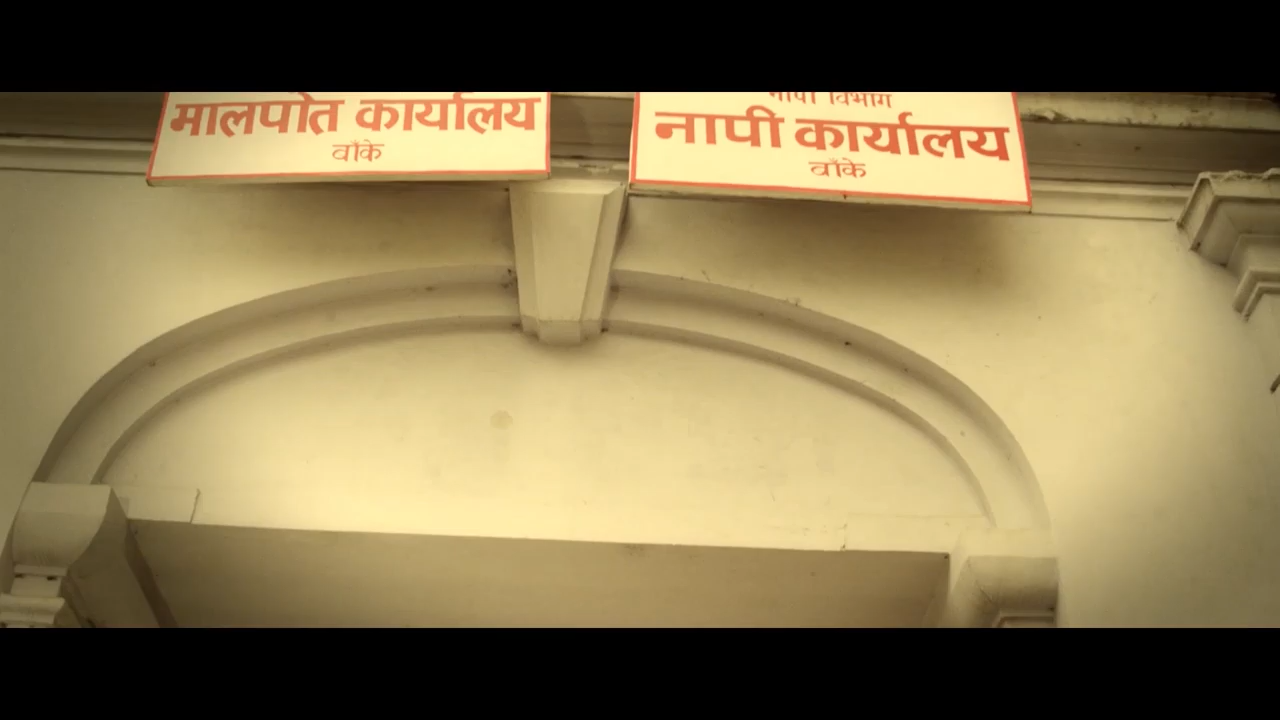 मालपोत कार्यालय
वाँके
नापी विभाग
नापी कार्यालय
वाँके